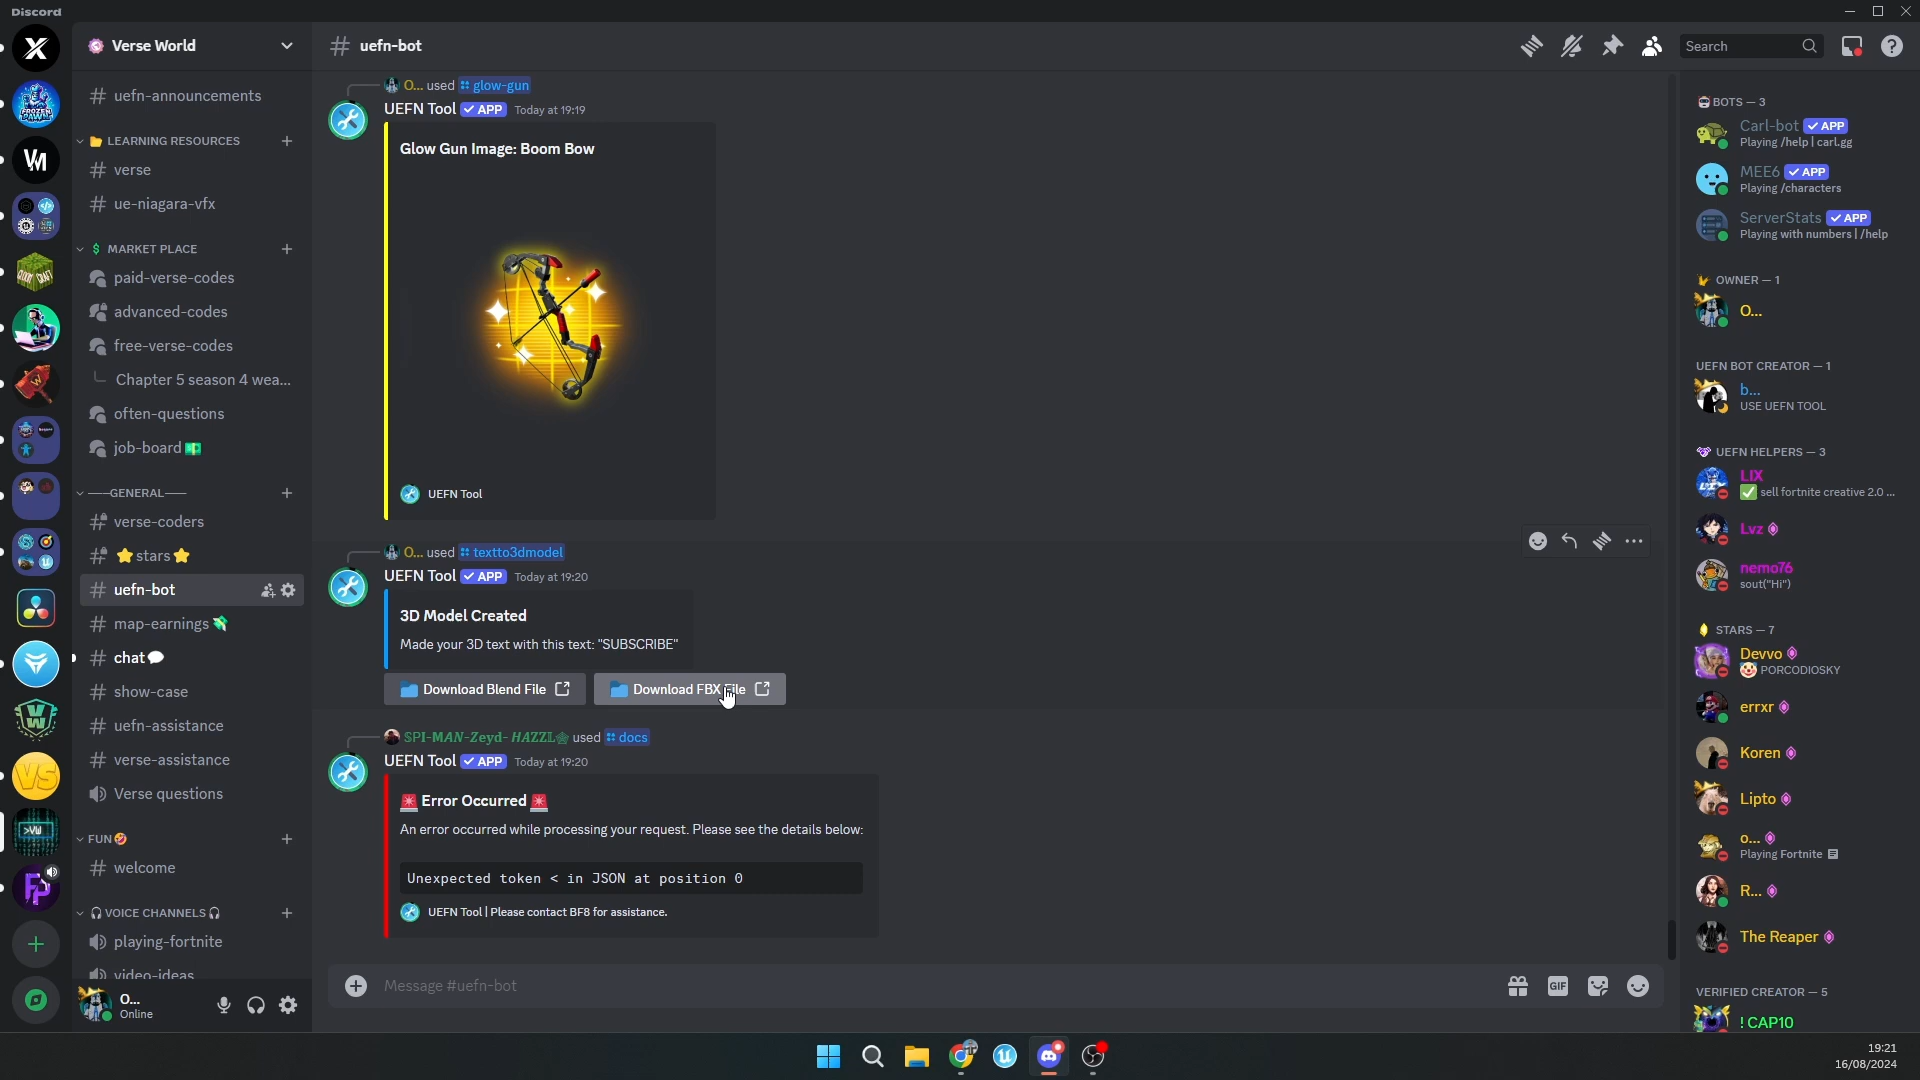 Discord
Verse World
# uefn-announcements
LEARNING RESOURCES
# verse
# ue-niagara-vfx
$ MARKET PLACE
paid-verse-codes
advanced-codes
free-verse-codes
Chapter 5 season 4 wea...
often-questions
job-board
——GENERAL——
# verse-coders
# stars
# uefn-bot
# map-earnings
# chat
# show-case
# uefn-assistance
# verse-assistance
Verse questions
FUN
# welcome
VOICE CHANNELS
playing-fortnite
video-ideas
O...
Online
# uefn-bot
Search
O... used glow-gun
UEFN Tool ✓ APP Today at 19:19
Glow Gun Image: Boom Bow
UEFN Tool
O... used textto3dmodel
UEFN Tool ✓ APP Today at 19:20
3D Model Created
Made your 3D text with this text: "SUBSCRIBE"
Download Blend File
Download FBX File
SPI-MAN-Zeyd- HAZZL used docs
UEFN Tool ✓ APP Today at 19:20
Error Occurred
An error occurred while processing your request. Please see the details below:
Unexpected token < in JSON at position 0
UEFN Tool | Please contact BF8 for assistance.
Message #uefn-bot
GIF
BOTS — 3
Carl-bot ✓ APP
Playing /help | carl.gg
MEE6 ✓ APP
Playing /characters
ServerStats ✓ APP
Playing with numbers | /help
OWNER — 1
O...
UEFN BOT CREATOR — 1
b...
USE UEFN TOOL
UEFN HELPERS — 3
LIX
sell fortnite creative 2.0 ...
Lvz
nemo76
sout("Hi")
STARS — 7
Devvo
PORCODIOSKY
errxr
Koren
Lipto
o...
Playing Fortnite
R...
The Reaper
VERIFIED CREATOR — 5
! CAP10
19:21
16/08/2024